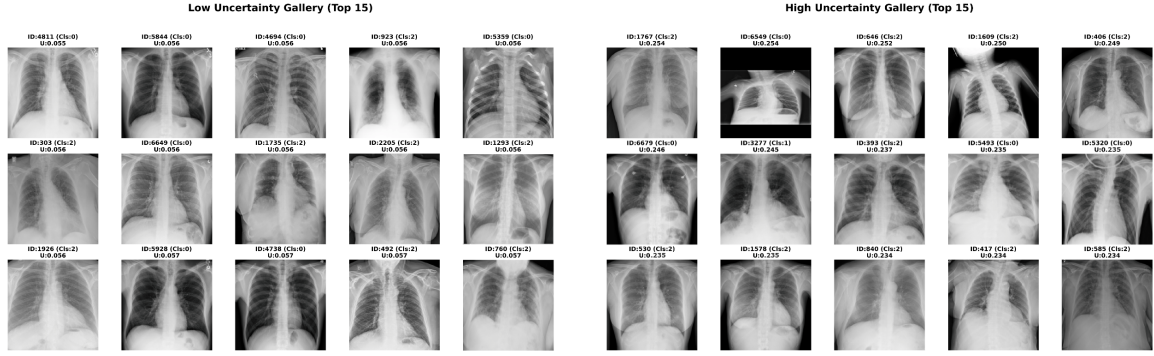 Low Uncertainty Gallery (Top 15)
ID:4811 (Cls:0)
U:0.055
ID:5844 (Cls:0)
U:0.056
ID:4694 (Cls:0)
U:0.056
ID:923 (Cls:2)
U:0.056
ID:5359 (Cls:0)
U:0.056
ID:303 (Cls:2)
U:0.056
ID:6649 (Cls:0)
U:0.056
ID:1735 (Cls:2)
U:0.056
ID:2205 (Cls:2)
U:0.056
ID:1293 (Cls:2)
U:0.056
ID:1926 (Cls:2)
U:0.056
ID:5928 (Cls:0)
U:0.057
ID:4738 (Cls:0)
U:0.057
ID:492 (Cls:2)
U:0.057
ID:760 (Cls:2)
U:0.057
High Uncertainty Gallery (Top 15)
ID:1767 (Cls:2)
U:0.254
ID:6549 (Cls:0)
U:0.254
ID:646 (Cls:2)
U:0.252
ID:1609 (Cls:2)
U:0.250
ID:406 (Cls:2)
U:0.249
ID:6679 (Cls:0)
U:0.246
ID:3277 (Cls:1)
U:0.245
ID:393 (Cls:2)
U:0.237
ID:5493 (Cls:0)
U:0.235
ID:5320 (Cls:0)
U:0.235
ID:530 (Cls:2)
U:0.235
ID:1578 (Cls:2)
U:0.235
ID:840 (Cls:2)
U:0.234
ID:417 (Cls:2)
U:0.234
ID:585 (Cls:2)
U:0.234